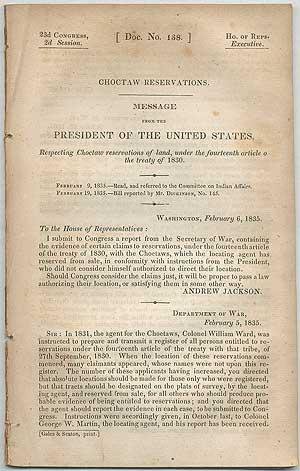 23d Congress,
2d Session.
[ Doc. No. 138. ]
Ho. of Reps.
Executive.
CHOCTAW RESERVATIONS.
MESSAGE
FROM THE
PRESIDENT OF THE UNITED STATES,
Respecting Choctaw reservations of land, under the fourteenth article o
the treaty of 1830.
February 9, 1835.—Read, and referred to the Committee on Indian Affairs.
February 19, 1835.—Bill reported by Mr. Dickinson, No. 145.
Washington, February 6, 1835.
To the House of Representatives:
I submit to Congress a report from the Secretary of War, containing
the evidence of certain claims to reservations, under the fourteenth article
of the treaty of 1830, with the Choctaws, which the locating agent has
reserved from sale, in conformity with instructions from the President,
who did not consider himself authorized to direct their location.
Should Congress consider the claims just, it will be proper to pass a law
authorizing their location, or satisfying them in some other way.
ANDREW JACKSON.
Department of War,
February 5, 1835.
Sir: In 1831, the agent for the Choctaws, Colonel William Ward, was
instructed to prepare and transmit a register of all persons entitled to re-
servations under the fourteenth article of the treaty with that tribe, of
27th September, 1830. When the location of these reservations com-
menced, many claimants appeared, whose names were not upon this re-
gister. The number of these applicants having increased, you directed
that absolute locations should be made for those only who were registered,
but that tracts should be designated on the plats of survey, by the locat-
ing agent, and reserved from sale, for all others who should produce rea-
bable evidence of being entitled to reservations; and you directed that
the agent should report the evidence in each case, to be submitted to Con-
gress. Instructions were accordingly given, in October last, to Colonel
George W. Martin, the locating agent, and his report has been received.
[Gales & Seaton, print.]